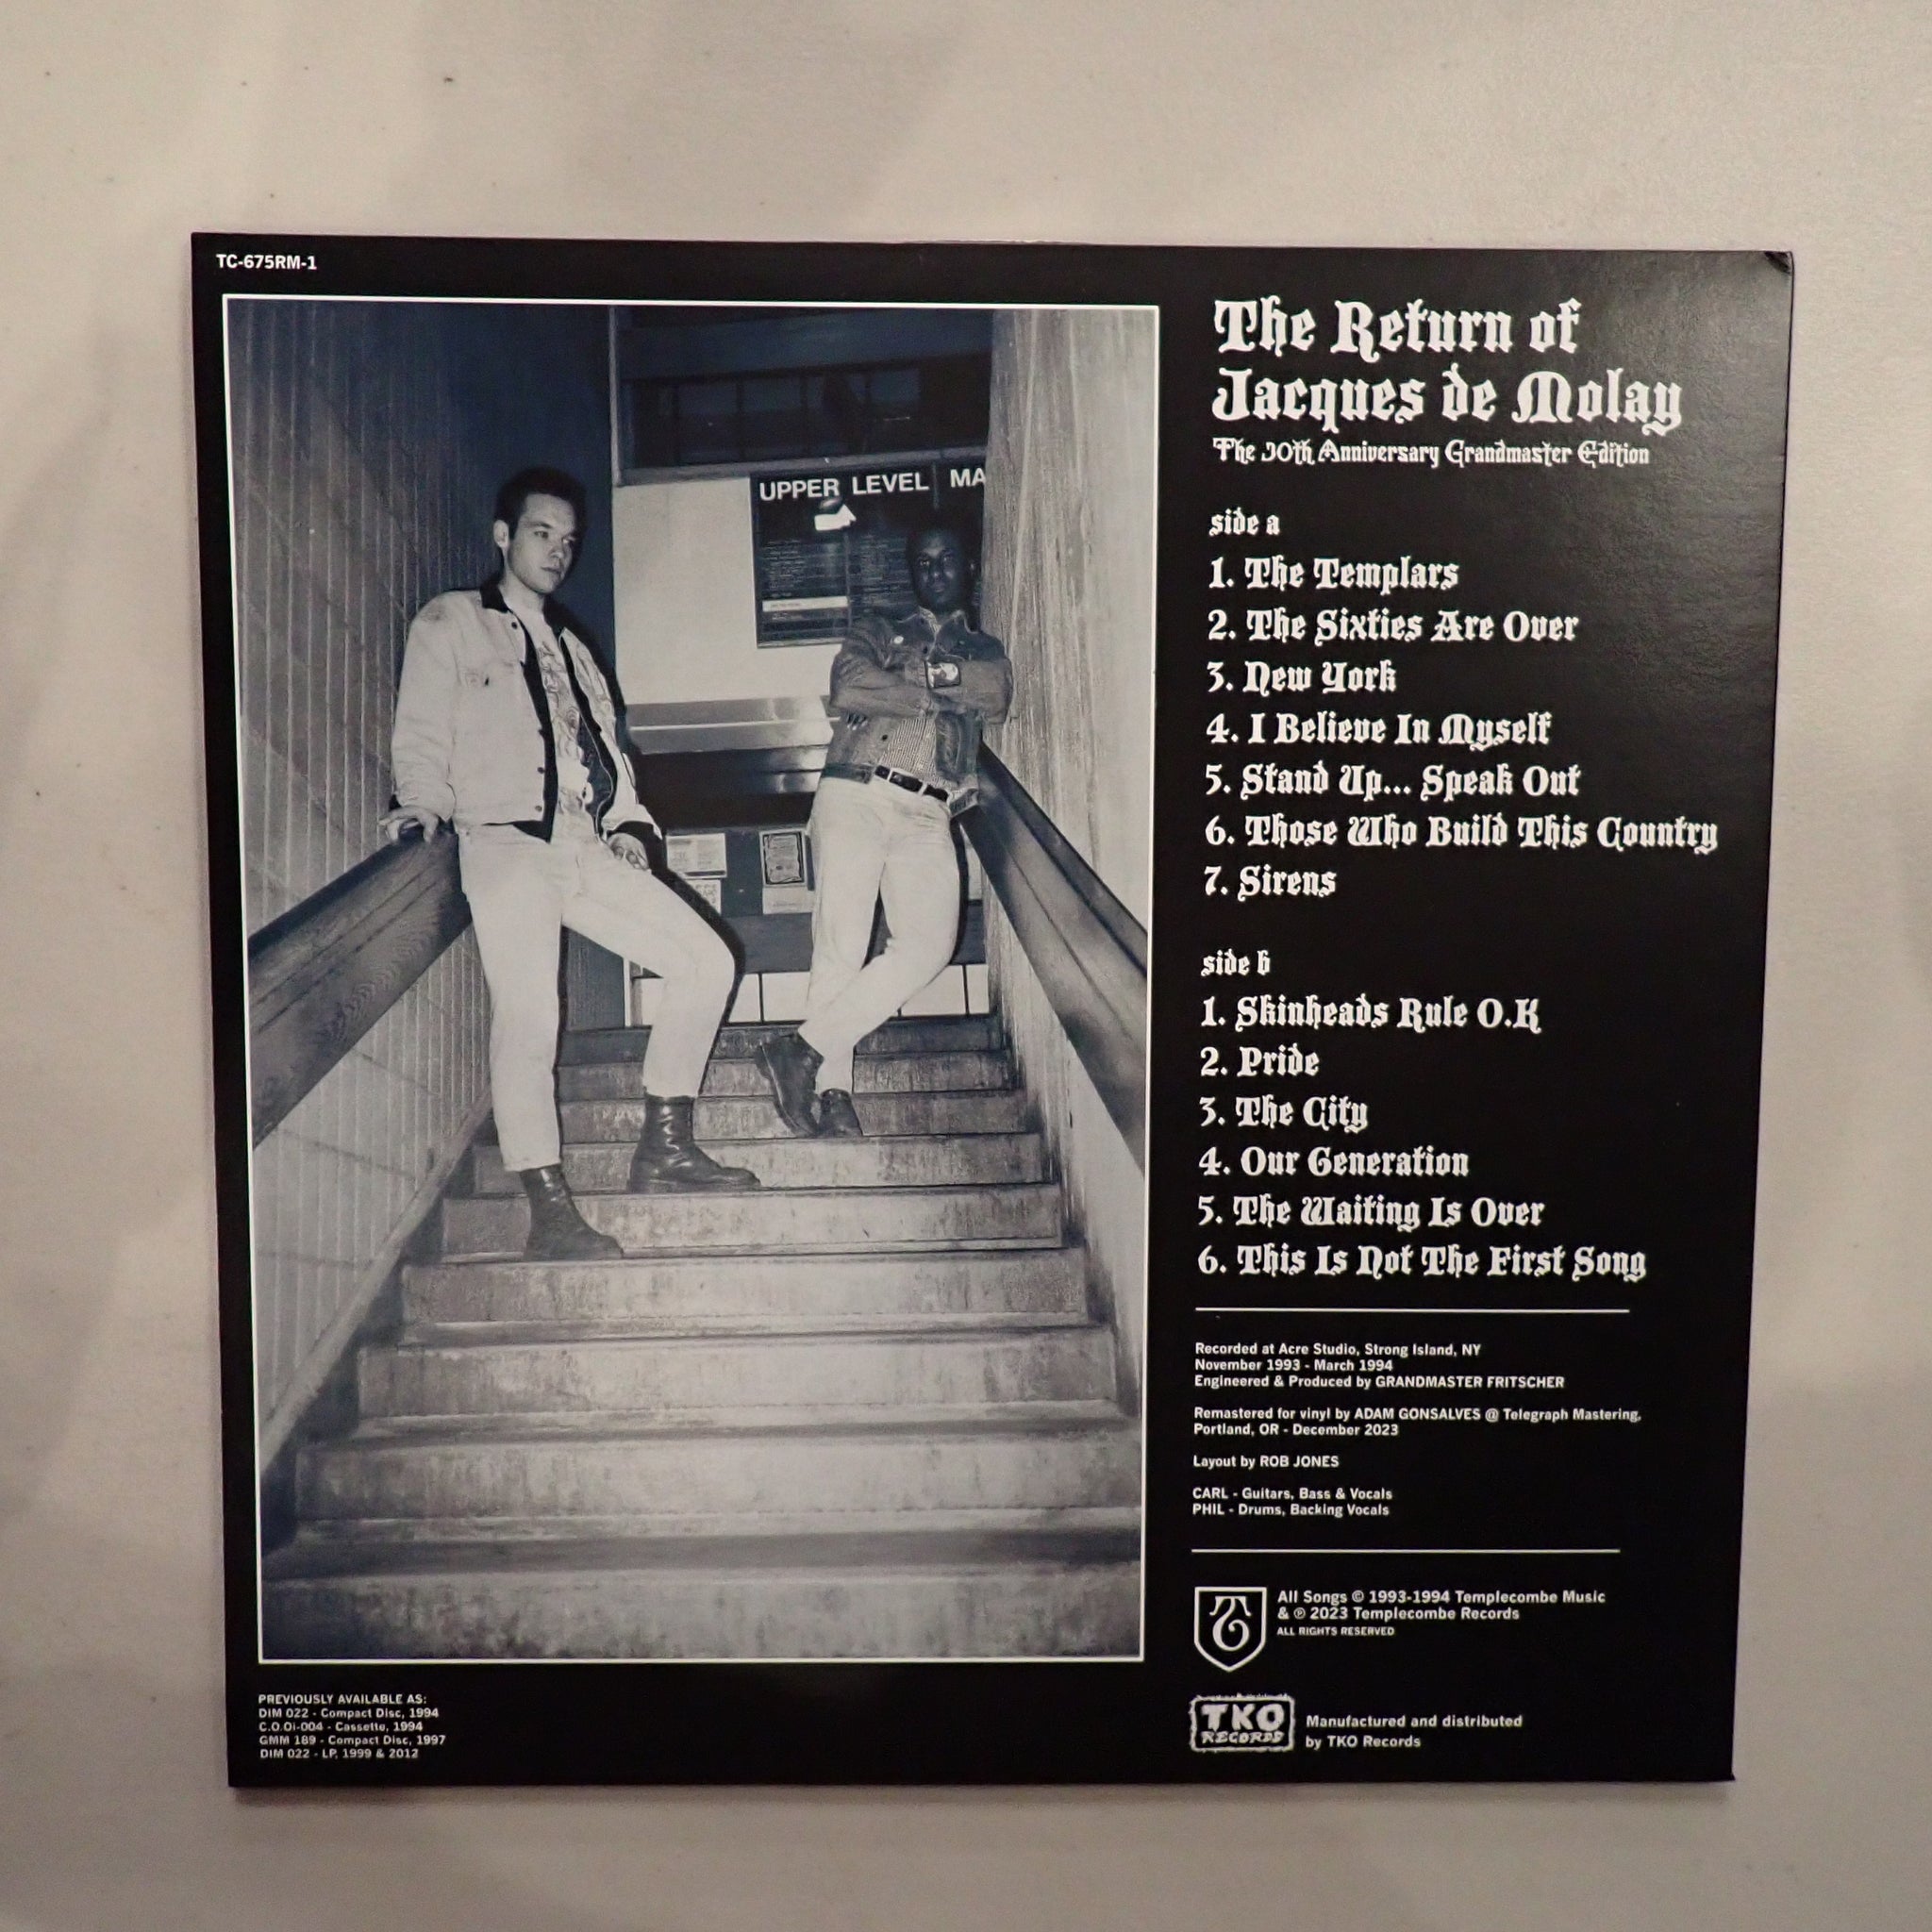 TC-675RM-1
UPPER LEVEL MA
The Return of
Jacques de Molay
The 30th Anniversary Grandmaster Edition
side a
1. The Templars
2. The Sixties Are Over
3. New York
4. I Believe In Myself
5. Stand Up... Speak Out
6. Those Who Build This Country
7. Sirens
side b
1. Skinheads Rule O.K
2. Pride
3. The City
4. Our Generation
5. The Waiting Is Over
6. This Is Not The First Song
Recorded at Acre Studio, Strong Island, NY
November 1993 - March 1994
Engineered & Produced by GRANDMASTER FRITSCHER
Remastered for vinyl by ADAM GONSALVES @ Telegraph Mastering,
Portland, OR - December 2023
Layout by ROB JONES
CARL - Guitars, Bass & Vocals
PHIL - Drums, Backing Vocals
All Songs © 1993-1994 Templecombe Music
& ℗ 2023 Templecombe Records
ALL RIGHTS RESERVED
TKO
RECORDS
Manufactured and distributed
by TKO Records
PREVIOUSLY AVAILABLE AS:
DIM 022 - Compact Disc, 1994
C.O.Oi-004 - Cassette, 1994
GMM 189 - Compact Disc, 1997
DIM 022 - LP, 1999 & 2012